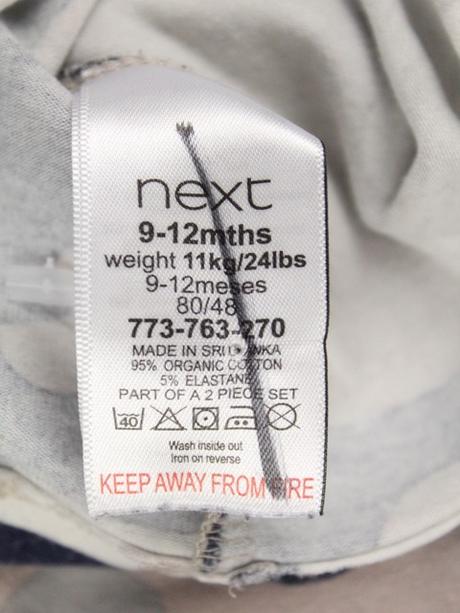 next
9-12mths
weight 11kg/24lbs
9-12meses
80/48
773-763-270
MADE IN SRI LANKA
95% ORGANIC COTTON
5% ELASTANE
PART OF A 2 PIECE SET
40
Wash inside out
Iron on reverse
KEEP AWAY FROM FIRE